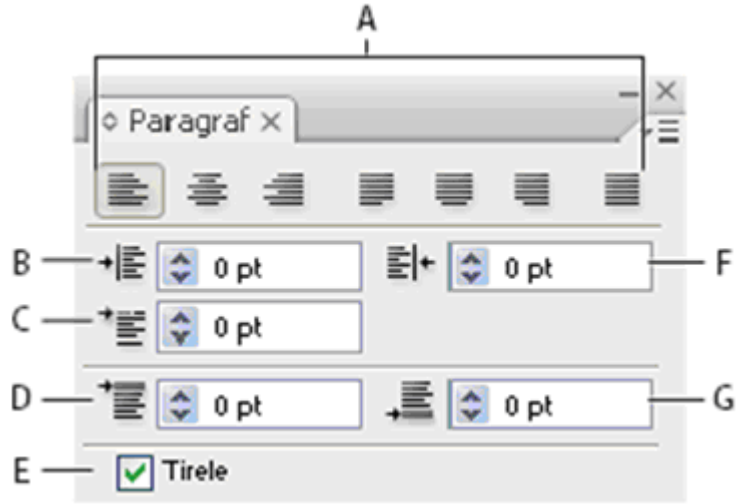 A
Paragraf
B 0 pt 0 pt F
C 0 pt
D 0 pt 0 pt G
E Tirele